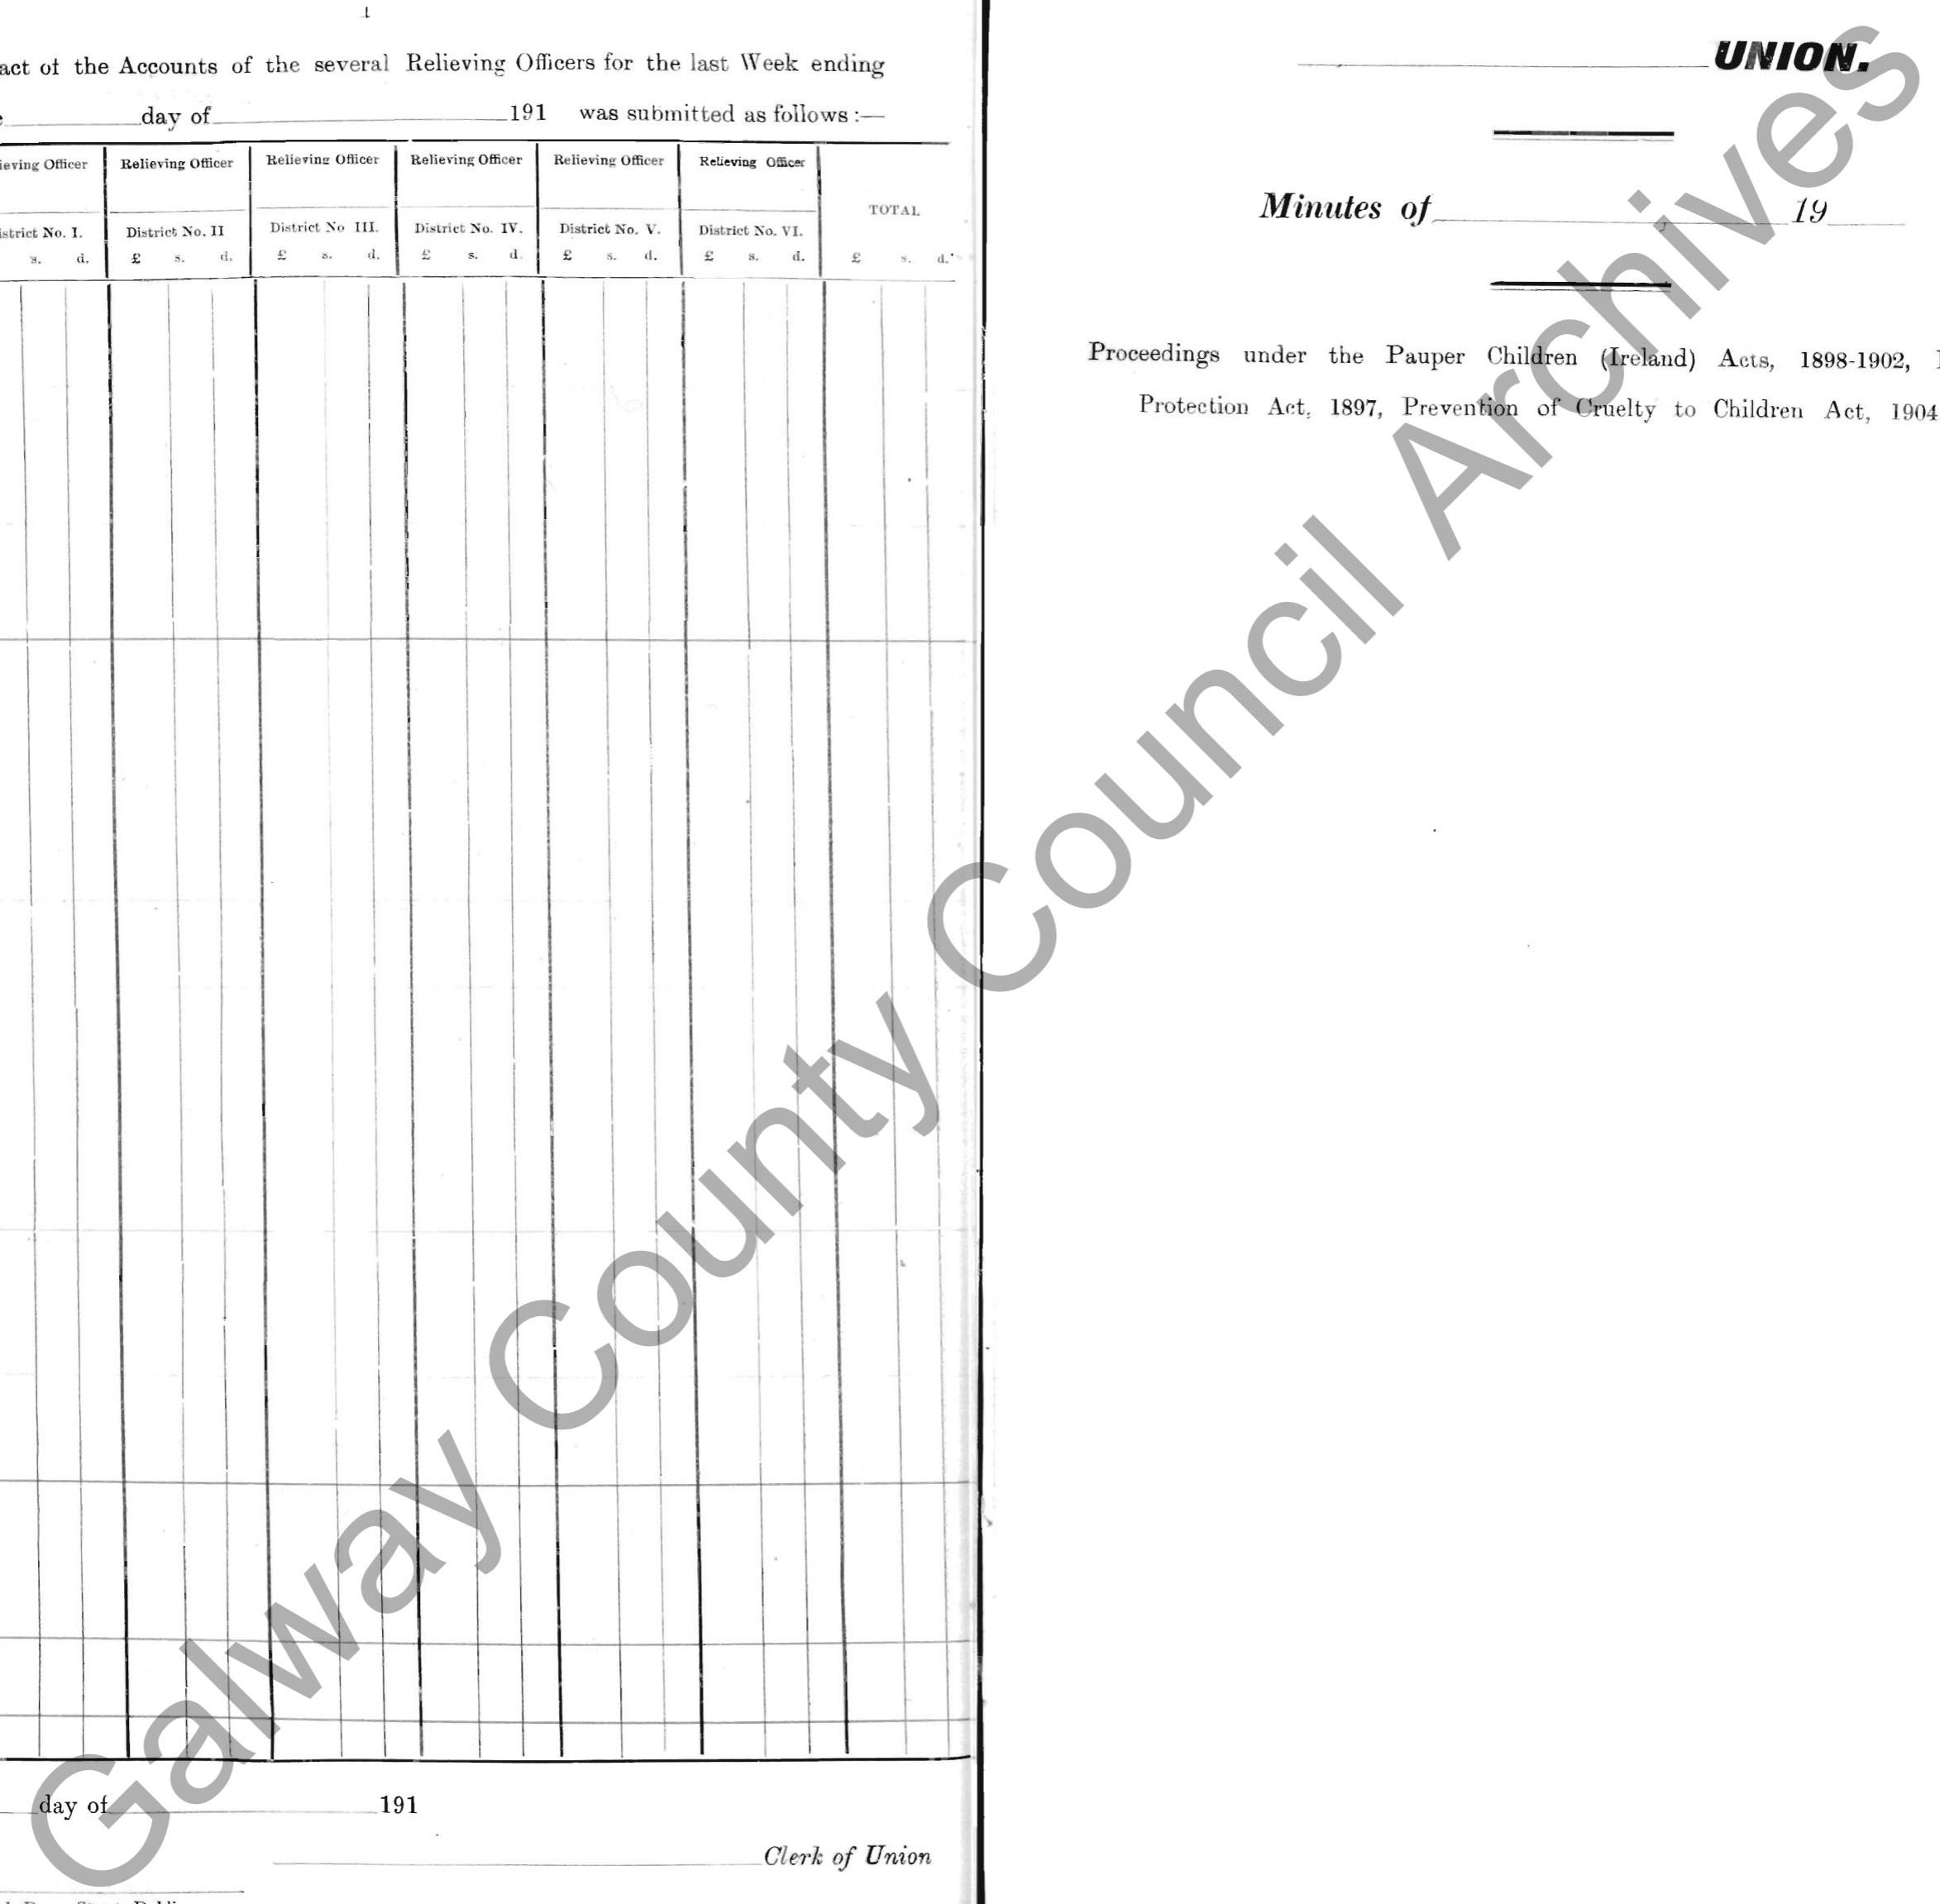 act of the Accounts of the several Relieving Officers for the last Week ending
day of 191 was submitted as follows :—
ieving Officer Relieving Officer Relieving Officer Relieving Officer Relieving Officer Relieving Officer
TOTAL
istrict No. I. District No. II District No III. District No. IV. District No. V. District No. VI.
s. d. £ s. d. £ s. d. £ s. d. £ s. d. £ s. d. £ s. d.
day of 191
Clerk of Union
UNION.
Minutes of 19
Proceedings under the Pauper Children (Ireland) Acts, 1898-1902,
Protection Act, 1897, Prevention of Cruelty to Children Act, 1904
Galway County Council Archives